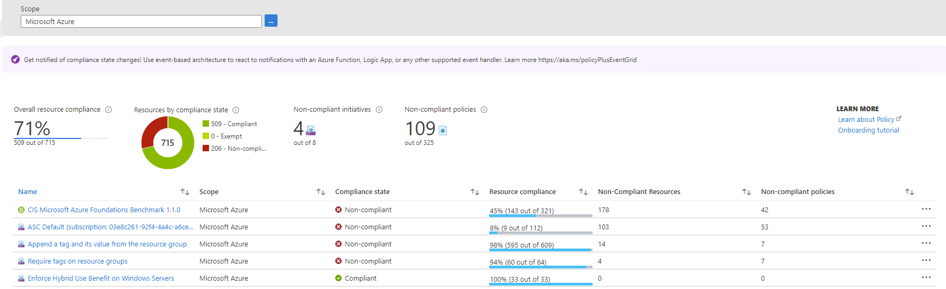 Scope
Microsoft Azure
...
Get notified of compliance state changes! Use event-based architecture to react to notifications with an Azure Function, Logic App, or any other supported event handler. Learn more https://aka.ms/policyPlusEventGrid
Overall resource compliance
71%
509 out of 715
Resources by compliance state
715
509 - Compliant
0 - Exempt
206 - Non-compli...
Non-compliant initiatives
4
out of 8
Non-compliant policies
109
out of 325
LEARN MORE
Learn about Policy
Onboarding tutorial
Name Scope Compliance state Resource compliance Non-Compliant Resources Non-compliant policies
CIS Microsoft Azure Foundations Benchmark 1.1.0 Microsoft Azure Non-compliant 45% (143 out of 321) 178 42 ...
ASC Default (subscription: 03e8c261-92f4-4a4c-a6ce... Microsoft Azure Non-compliant 8% (9 out of 112) 103 53 ...
Append a tag and its value from the resource group Microsoft Azure Non-compliant 98% (595 out of 609) 14 7 ...
Require tags on resource groups Microsoft Azure Non-compliant 94% (60 out of 64) 4 7 ...
Enforce Hybrid Use Benefit on Windows Servers Microsoft Azure Compliant 100% (33 out of 33) 0 0 ...